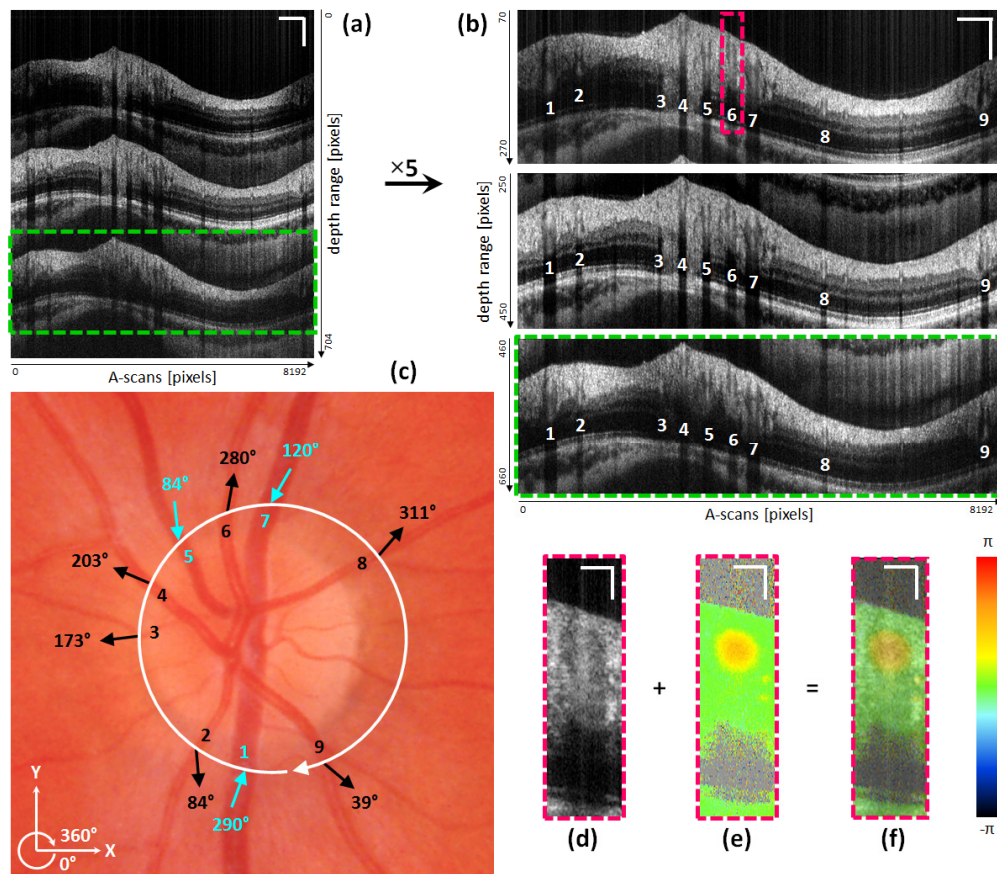 (a)
0
depth range [pixels]
704
0
A-scans [pixels]
8192
×5
(b)
70
270
1 2 3 4 5 6 7 8 9
250
depth range [pixels]
450
1 2 3 4 5 6 7 8 9
460
660
1 2 3 4 5 6 7 8 9
0
A-scans [pixels]
8192
(c)
280°
120°
84°
311°
203°
173°
7
6
5
8
4
3
2
1
9
84°
290°
39°
Y
360°
0°
X
+
=
π
-π
(d)
(e)
(f)